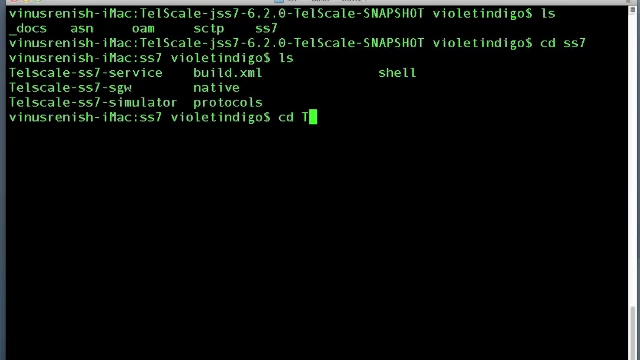 vinusrenish-iMac:TelScale-jss7-6.2.0-TelScale-SNAPSHOT violetindigo$ ls
_docs asn oam sctp ss7
vinusrenish-iMac:TelScale-jss7-6.2.0-TelScale-SNAPSHOT violetindigo$ cd ss7
vinusrenish-iMac:ss7 violetindigo$ ls
Telscale-ss7-service build.xml shell
Telscale-ss7-sgw native
Telscale-ss7-simulator protocols
vinusrenish-iMac:ss7 violetindigo$ cd T